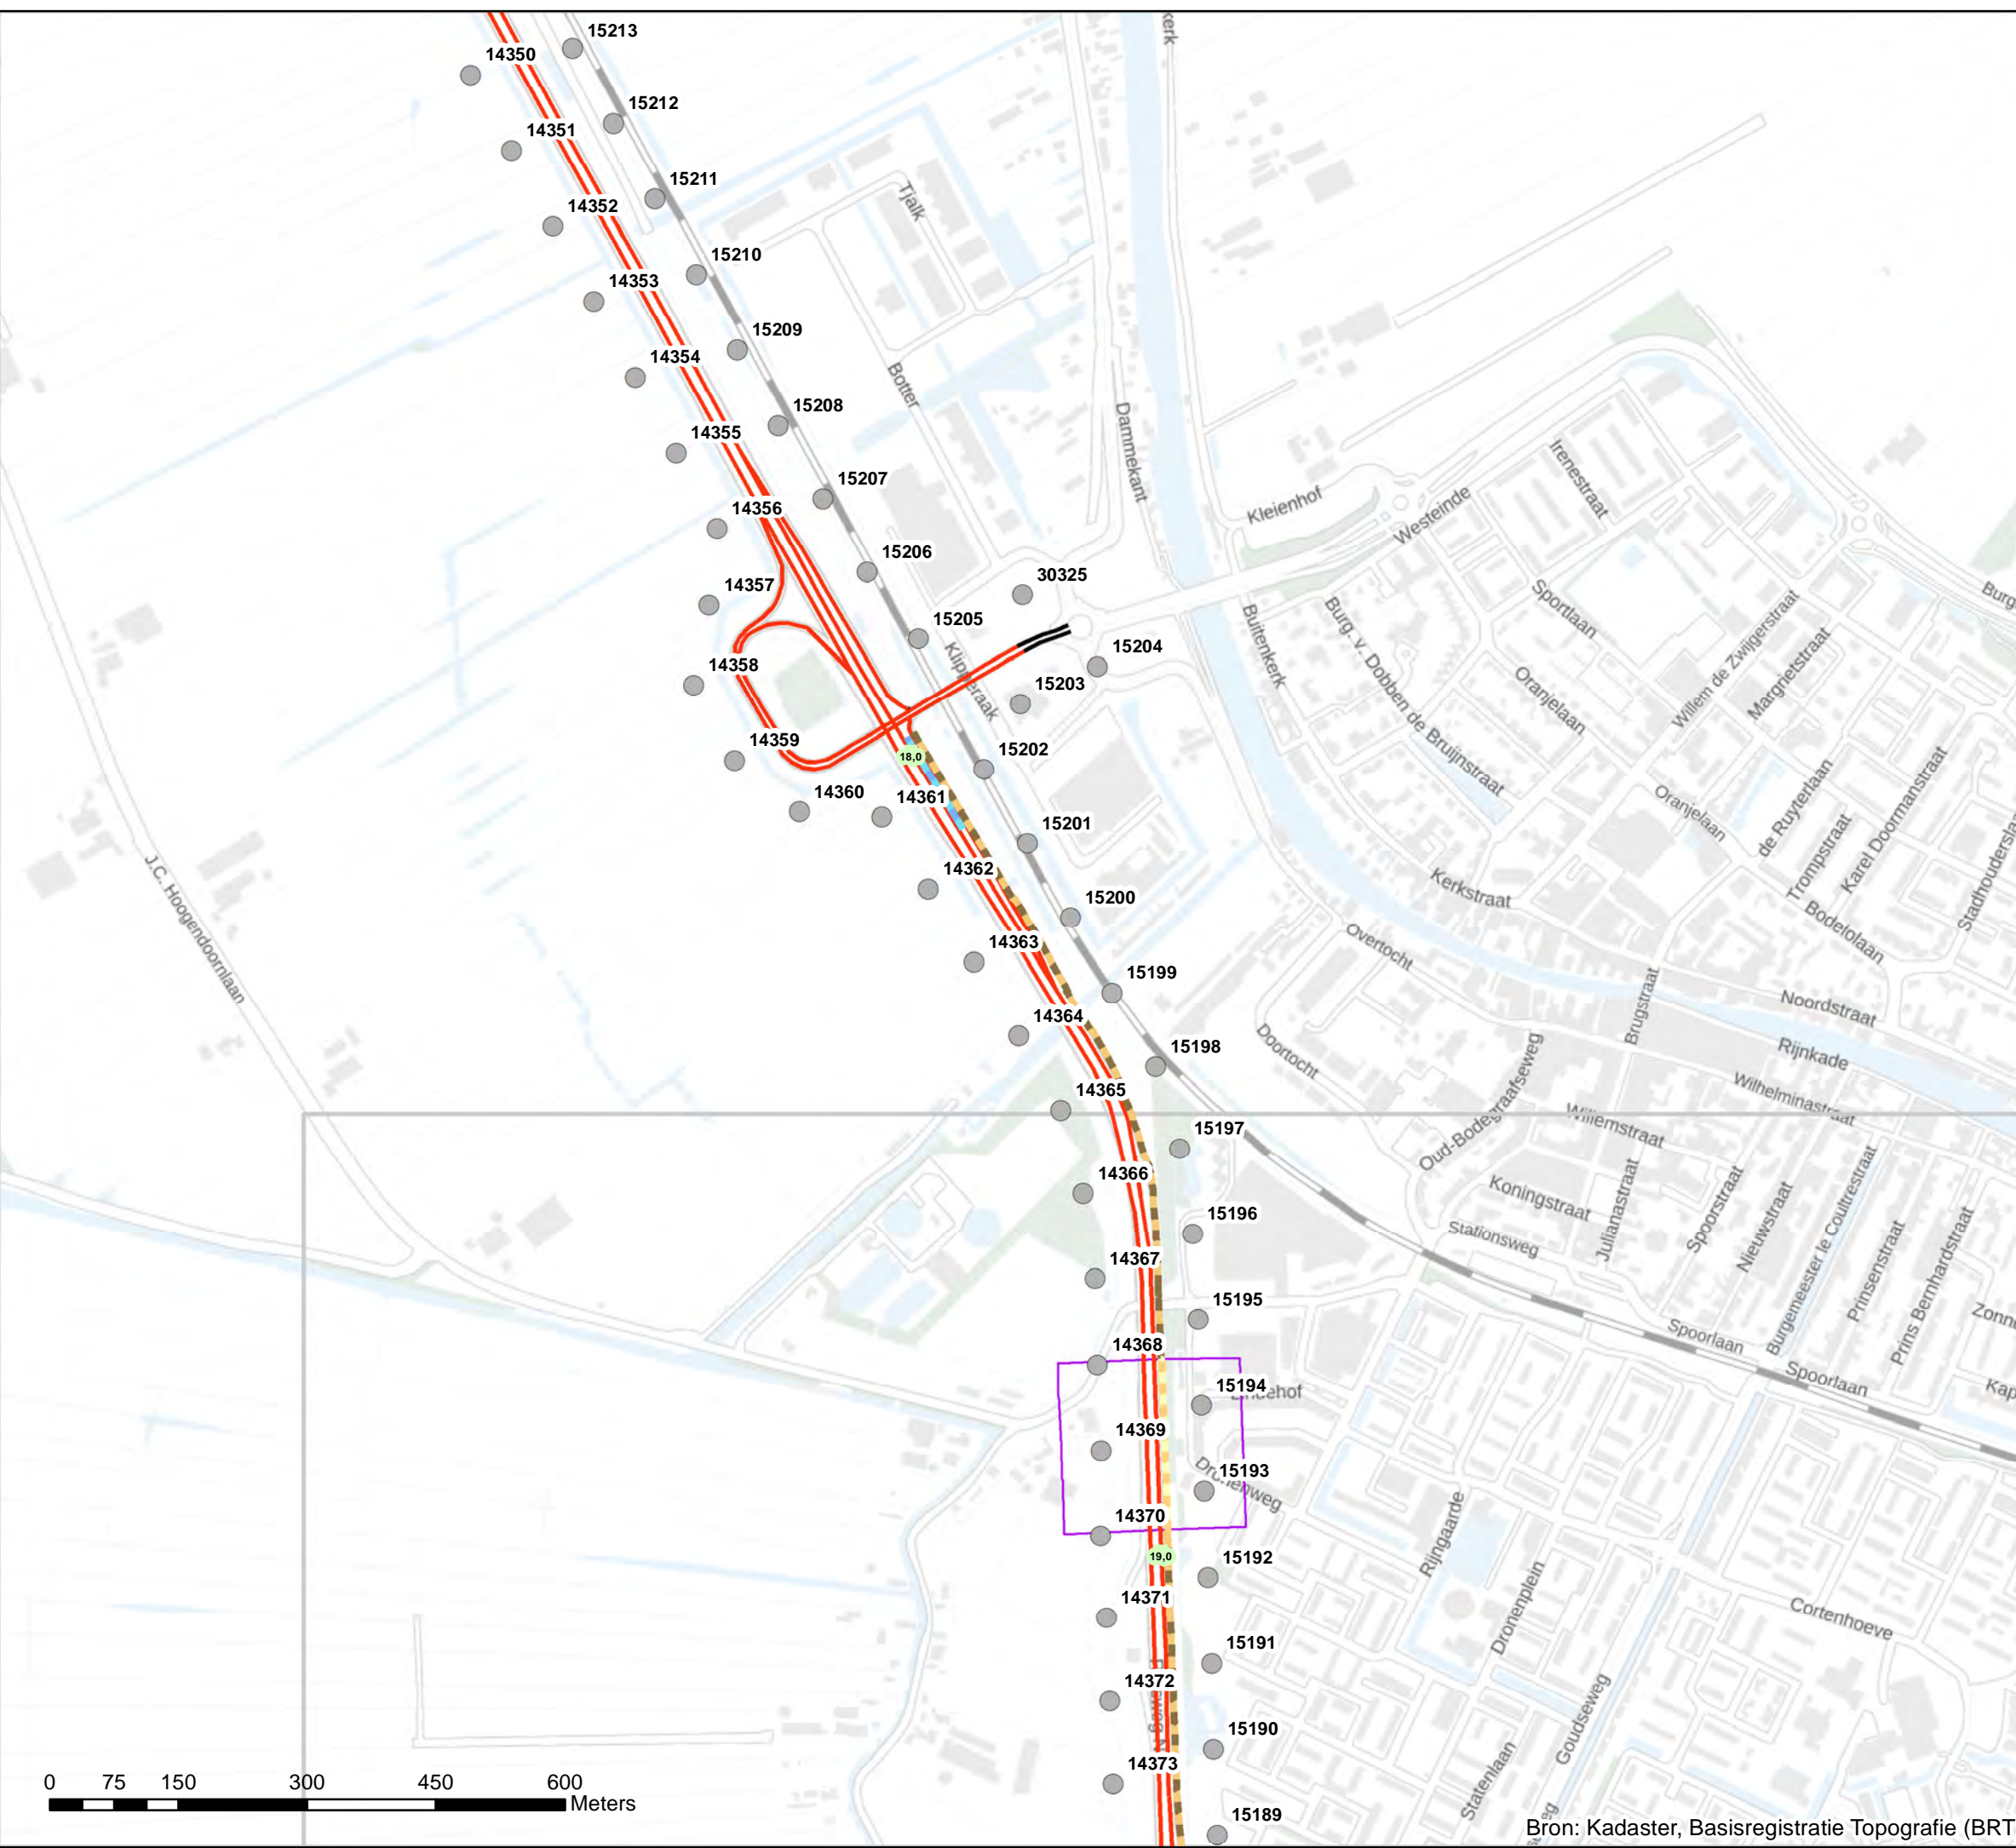 15213
14350
kerk
15212
14351
15211
Tjalk
14352
15210
14353
15209
14354
Botter
15208
Dammekant
14355
15207
Irenestraat
14356
Kleienhof
Westeinde
15206
14357
30325
Sportlaan
Burg
15205
Buitenkerk
Burg. v. Dobben de Bruijnstraat
Willem de Zwijgerstraat
14358
15204
Klipperaak
Margrietstraat
15203
Oranjelaan
14359
15202
18,0
14360
14361
Oranjelaan
de Ruyterlaan
Karel Doormanstraat
15201
Trompstraat
14362
Kerkstraat
Stadhoudersla
15200
Bodelolaan
J.C. Hoogendoornlaan
14363
Overtocht
15199
Brugstraat
Noordstraat
14364
Doortocht
15198
Rijnkade
14365
Wilhelminastraat
Oud-Bodegraafseweg
Willemstraat
15197
14366
Koningstraat
Julianastraat
Spoorstraat
Nieuwstraat
Burgemeester le Coultrestraat
15196
Stationsweg
Prinsenstraat
Prins Bernhardstraat
14367
15195
Zonn
14368
Spoorlaan
Spoorlaan
15194
Kap
14369
15193
Dronenweg
14370
Rijngaarde
19,0
15192
14371
Dronenplein
Cortenhoeve
15191
14372
Goudseweg
15190
14373
Statenlaan
0 75 150 300 450 600
Meters
15189
Bron: Kadaster, Basisregistratie Topografie (BRT